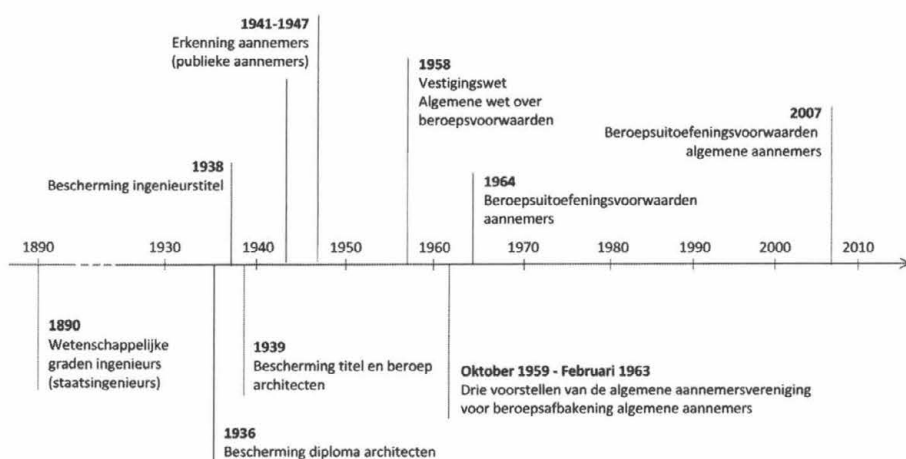 1941-1947
Erkenning aannemers
(publieke aannemers)
1958
Vestigingswet
Algemene wet over
beroepsvoorwaarden
2007
Beroepsuitoefeningsvoorwaarden
algemene aannemers
1938
Bescherming ingenieurstitel
1964
Beroepsuitoefeningsvoorwaarden
aannemers
1890 1930 1940 1950 1960 1970 1980 1990 2000 2010
1890
Wetenschappelijke
graden ingenieurs
(staatsingenieurs)
1939
Bescherming titel en beroep
architecten
Oktober 1959 - Februari 1963
Drie voorstellen van de algemene aannemersvereniging
voor beroepsafbakening algemene aannemers
1936
Bescherming diploma architecten